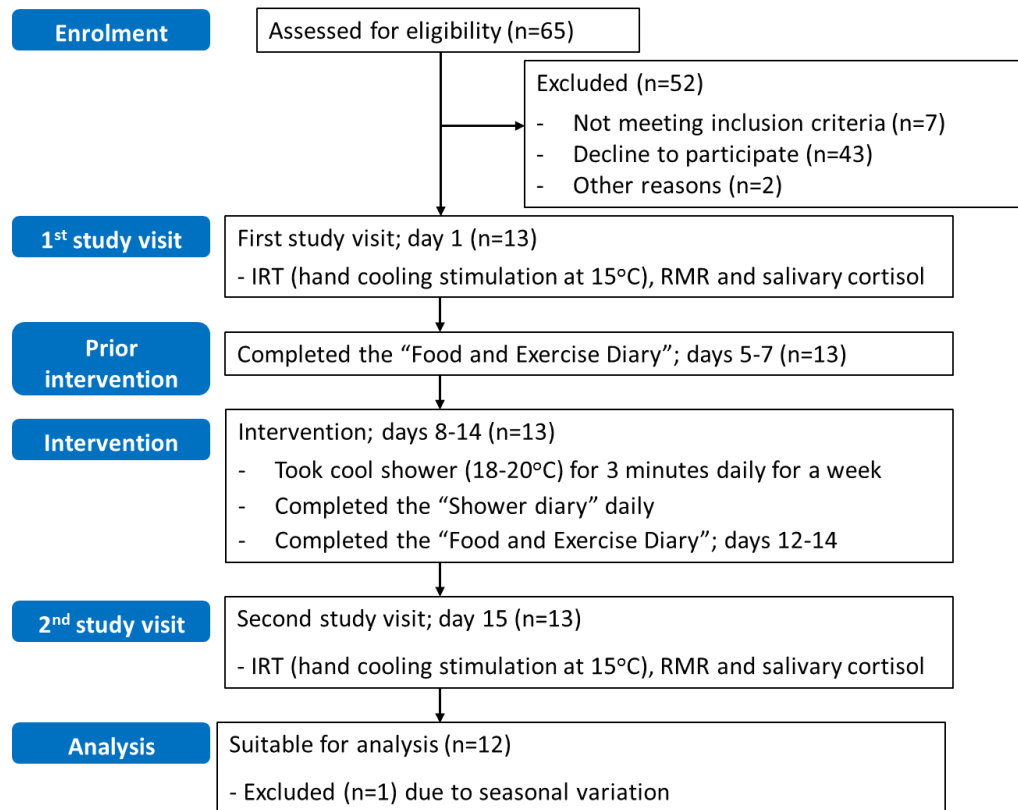 Enrolment
Assessed for eligibility (n=65)
Excluded (n=52)
- Not meeting inclusion criteria (n=7)
- Decline to participate (n=43)
- Other reasons (n=2)
1st study visit
First study visit; day 1 (n=13)
- IRT (hand cooling stimulation at 15°C), RMR and salivary cortisol
Prior
intervention
Completed the “Food and Exercise Diary”; days 5-7 (n=13)
Intervention
Intervention; days 8-14 (n=13)
- Took cool shower (18-20°C) for 3 minutes daily for a week
- Completed the “Shower diary” daily
- Completed the “Food and Exercise Diary”; days 12-14
2nd study visit
Second study visit; day 15 (n=13)
- IRT (hand cooling stimulation at 15°C), RMR and salivary cortisol
Analysis
Suitable for analysis (n=12)
- Excluded (n=1) due to seasonal variation